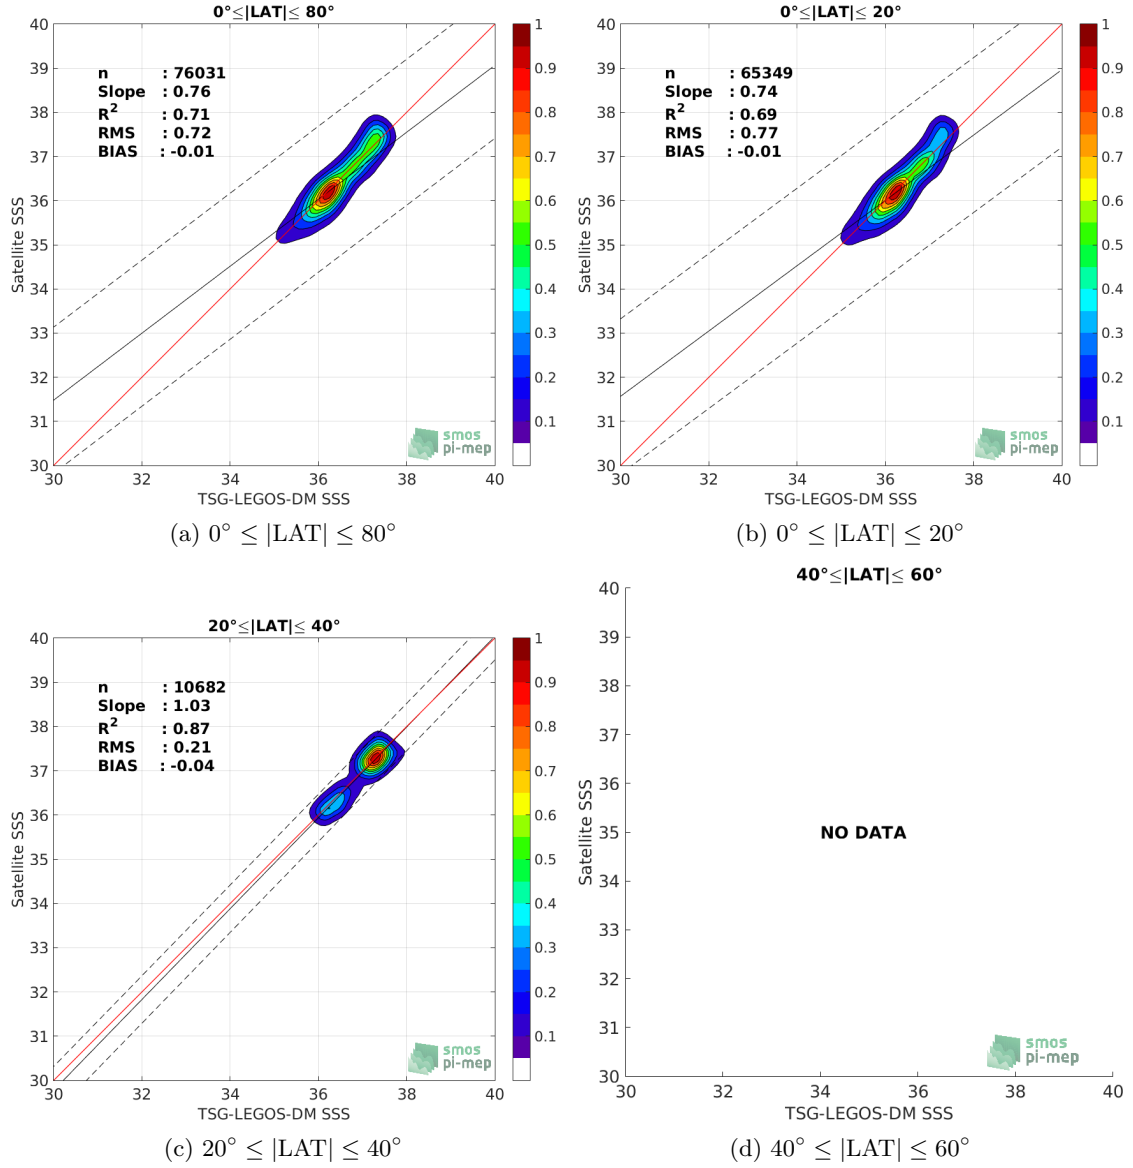 0°≤|LAT|≤ 80°
n : 76031
Slope : 0.76
R2 : 0.71
RMS : 0.72
BIAS : -0.01
40
39
38
37
36
35
34
33
32
31
30
30 32 34 36 38 40
Satellite SSS
TSG-LEGOS-DM SSS
1
0.9
0.8
0.7
0.6
0.5
0.4
0.3
0.2
0.1
smos
pi-mep
(a) 0° ≤ |LAT| ≤ 80°
0°≤|LAT|≤ 20°
n : 65349
Slope : 0.74
R2 : 0.69
RMS : 0.77
BIAS : -0.01
40
39
38
37
36
35
34
33
32
31
30
30 32 34 36 38 40
Satellite SSS
TSG-LEGOS-DM SSS
1
0.9
0.8
0.7
0.6
0.5
0.4
0.3
0.2
0.1
smos
pi-mep
(b) 0° ≤ |LAT| ≤ 20°
20°≤|LAT|≤ 40°
n : 10682
Slope : 1.03
R2 : 0.87
RMS : 0.21
BIAS : -0.04
40
39
38
37
36
35
34
33
32
31
30
30 32 34 36 38 40
Satellite SSS
TSG-LEGOS-DM SSS
1
0.9
0.8
0.7
0.6
0.5
0.4
0.3
0.2
0.1
smos
pi-mep
(c) 20° ≤ |LAT| ≤ 40°
40°≤|LAT|≤ 60°
40
39
38
37
36
35
34
33
32
31
30
30 32 34 36 38 40
Satellite SSS
NO DATA
TSG-LEGOS-DM SSS
smos
pi-mep
(d) 40° ≤ |LAT| ≤ 60°